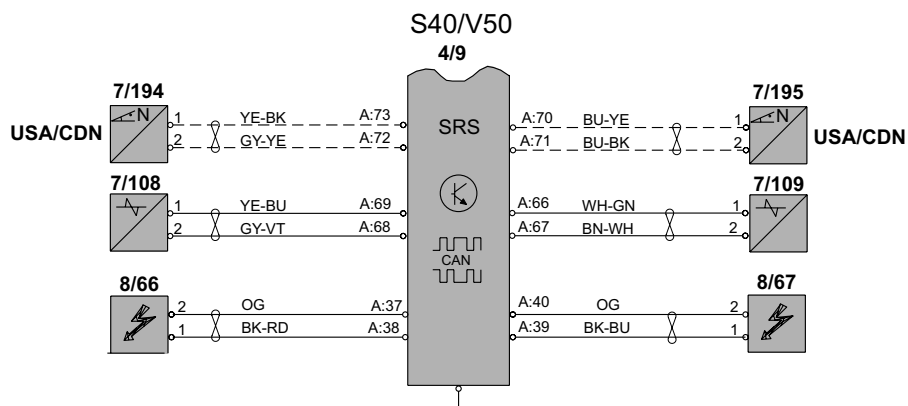 S40/V50
4/9
7/194
7/195
N
N
USA/CDN
USA/CDN
1 YE-BK A:73
SRS
A:70 BU-YE 1
2 GY-YE A:72
A:71 BU-BK 2
7/108
7/109
1 YE-BU A:69
A:66 WH-GN 1
2 GY-VT A:68
A:67 BN-WH 2
CAN
8/66
8/67
2 OG A:37
A:40 OG 2
1 BK-RD A:38
A:39 BK-BU 1